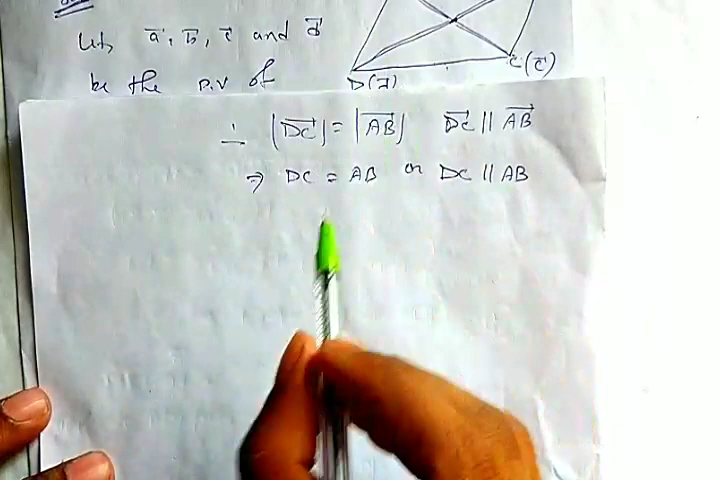 Let, a⃗, b⃗, c⃗ and d⃗
be the P.V of
D(d⃗)
C(c⃗)
∴ |DC⃗| = |AB⃗| DC⃗ || AB⃗
⇒ DC = AB or DC || AB